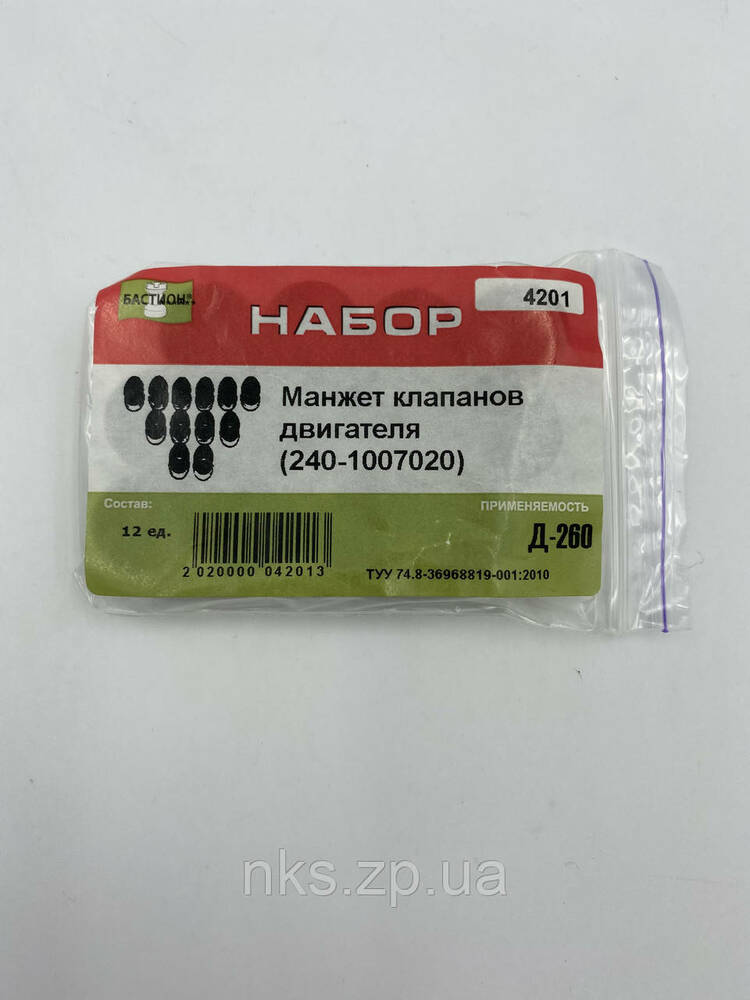 БАСТИОН®
4201
НАБОР
Манжет клапанов
двигателя
(240-1007020)
Состав:
ПРИМЕНЯЕМОСТЬ
12 ед.
Д-260
2 020000 042013
ТУУ 74.8-36968819-001:2010
nks.zp.ua